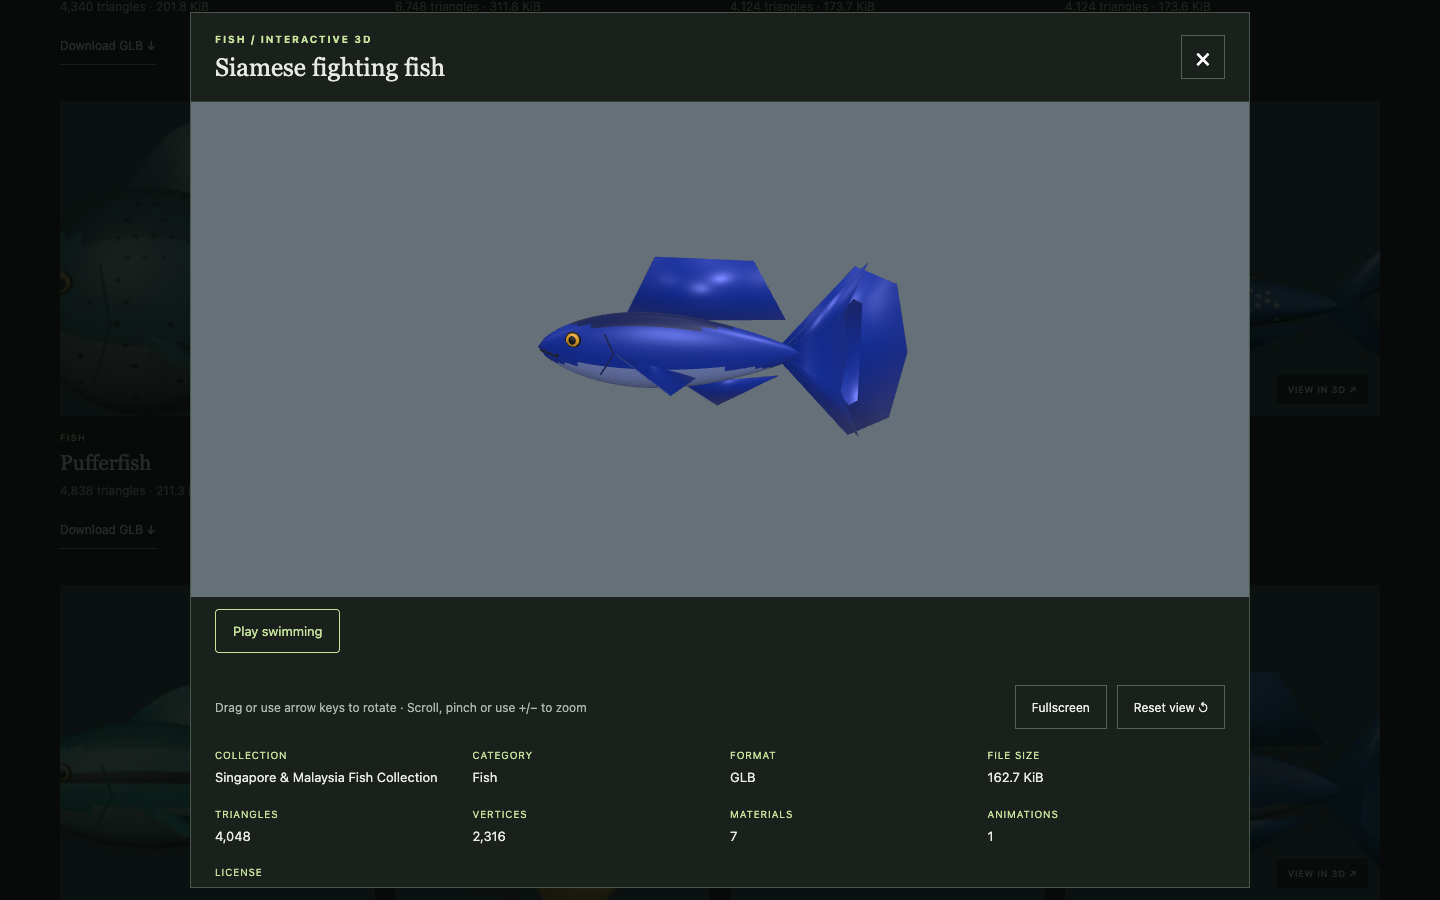 4,340 triangles · 201.8 KiB
6,748 triangles · 311.8 KiB
4,124 triangles · 173.7 KiB
4,124 triangles · 173.6 KiB
Download GLB ↓
FISH / INTERACTIVE 3D
Siamese fighting fish
×
VIEW IN 3D ↗
FISH
Pufferfish
4,838 triangles · 211.3
Download GLB ↓
Play swimming
Drag or use arrow keys to rotate · Scroll, pinch or use +/− to zoom
Fullscreen
Reset view ↺
COLLECTION
Singapore & Malaysia Fish Collection
CATEGORY
Fish
FORMAT
GLB
FILE SIZE
162.7 KiB
TRIANGLES
4,048
VERTICES
2,316
MATERIALS
7
ANIMATIONS
1
LICENSE
VIEW IN 3D ↗